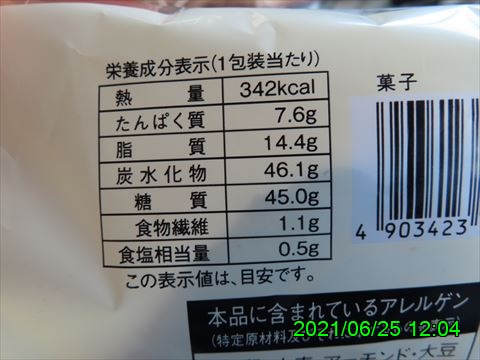 栄養成分表示(1包装当たり)
熱量 342kcal
たんぱく質 7.6g
脂質 14.4g
炭水化物 46.1g
糖質 45.0g
食物繊維 1.1g
食塩相当量 0.5g
この表示値は、目安です。
菓子
4 903423
本品に含まれているアレルゲン
(特定原材料及び
2021/06/25 12:04
アーモンド・大豆